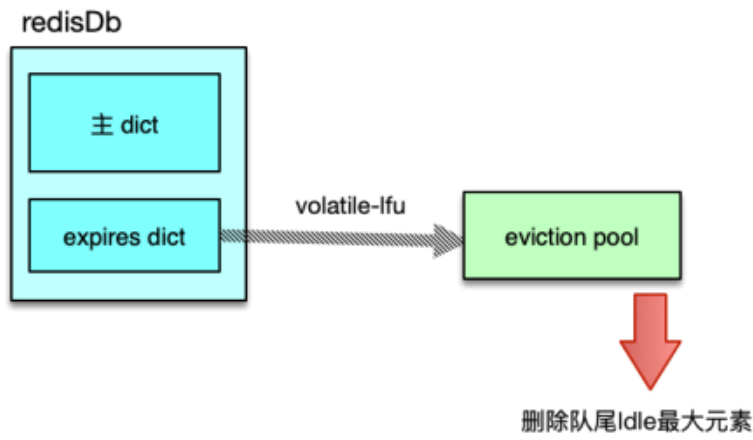 redisDb
主 dict
expires dict
volatile-lfu
eviction pool
删除队尾Idle最大元素